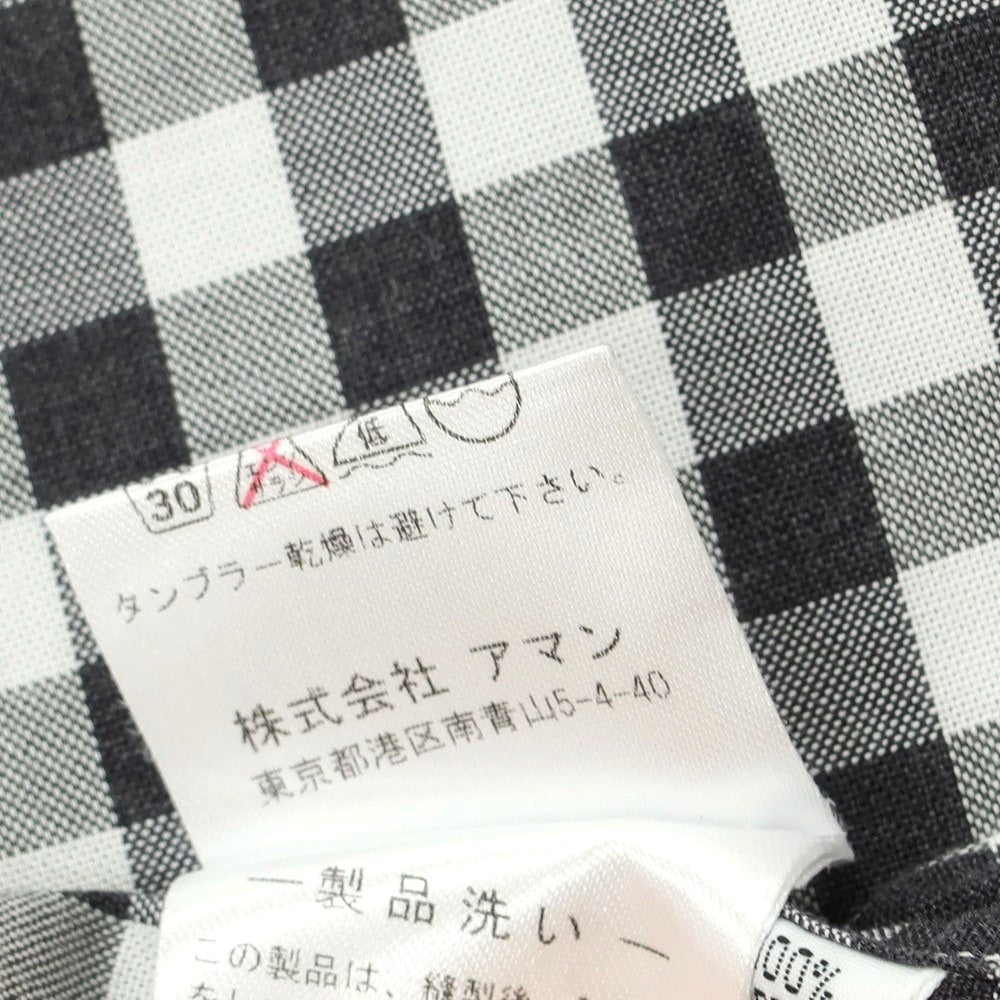 30 低
タンブラー乾燥は避けて下さい。
株式会社 アマン
東京都港区南青山5-4-40
— 製品洗い —
この製品は、縫製後
00%